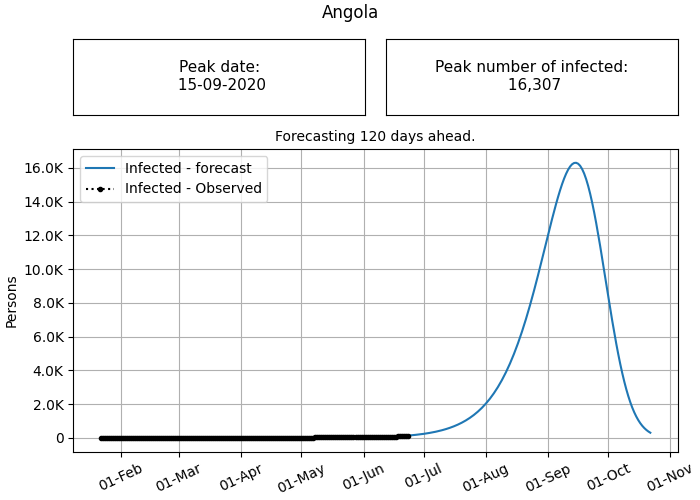 Angola
Peak date:
15-09-2020
Peak number of infected:
16,307
Forecasting 120 days ahead.
Infected - forecast
Infected - Observed
Persons
16.0K
14.0K
12.0K
10.0K
8.0K
6.0K
4.0K
2.0K
0
01-Feb
01-Mar
01-Apr
01-May
01-Jun
01-Jul
01-Aug
01-Sep
01-Oct
01-Nov